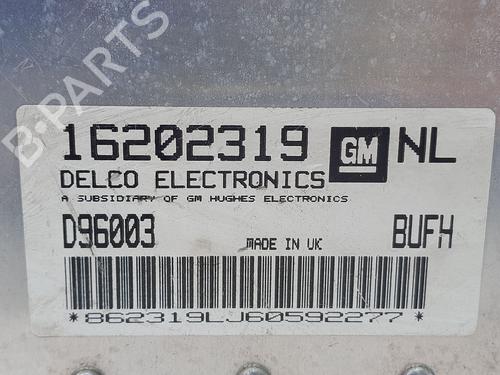 B-PARTS
16202319 GM NL
DELCO ELECTRONICS
A SUBSIDIARY OF GM HUGHES ELECTRONICS
D96003 MADE IN UK BUFH
*862319LJ60592277*